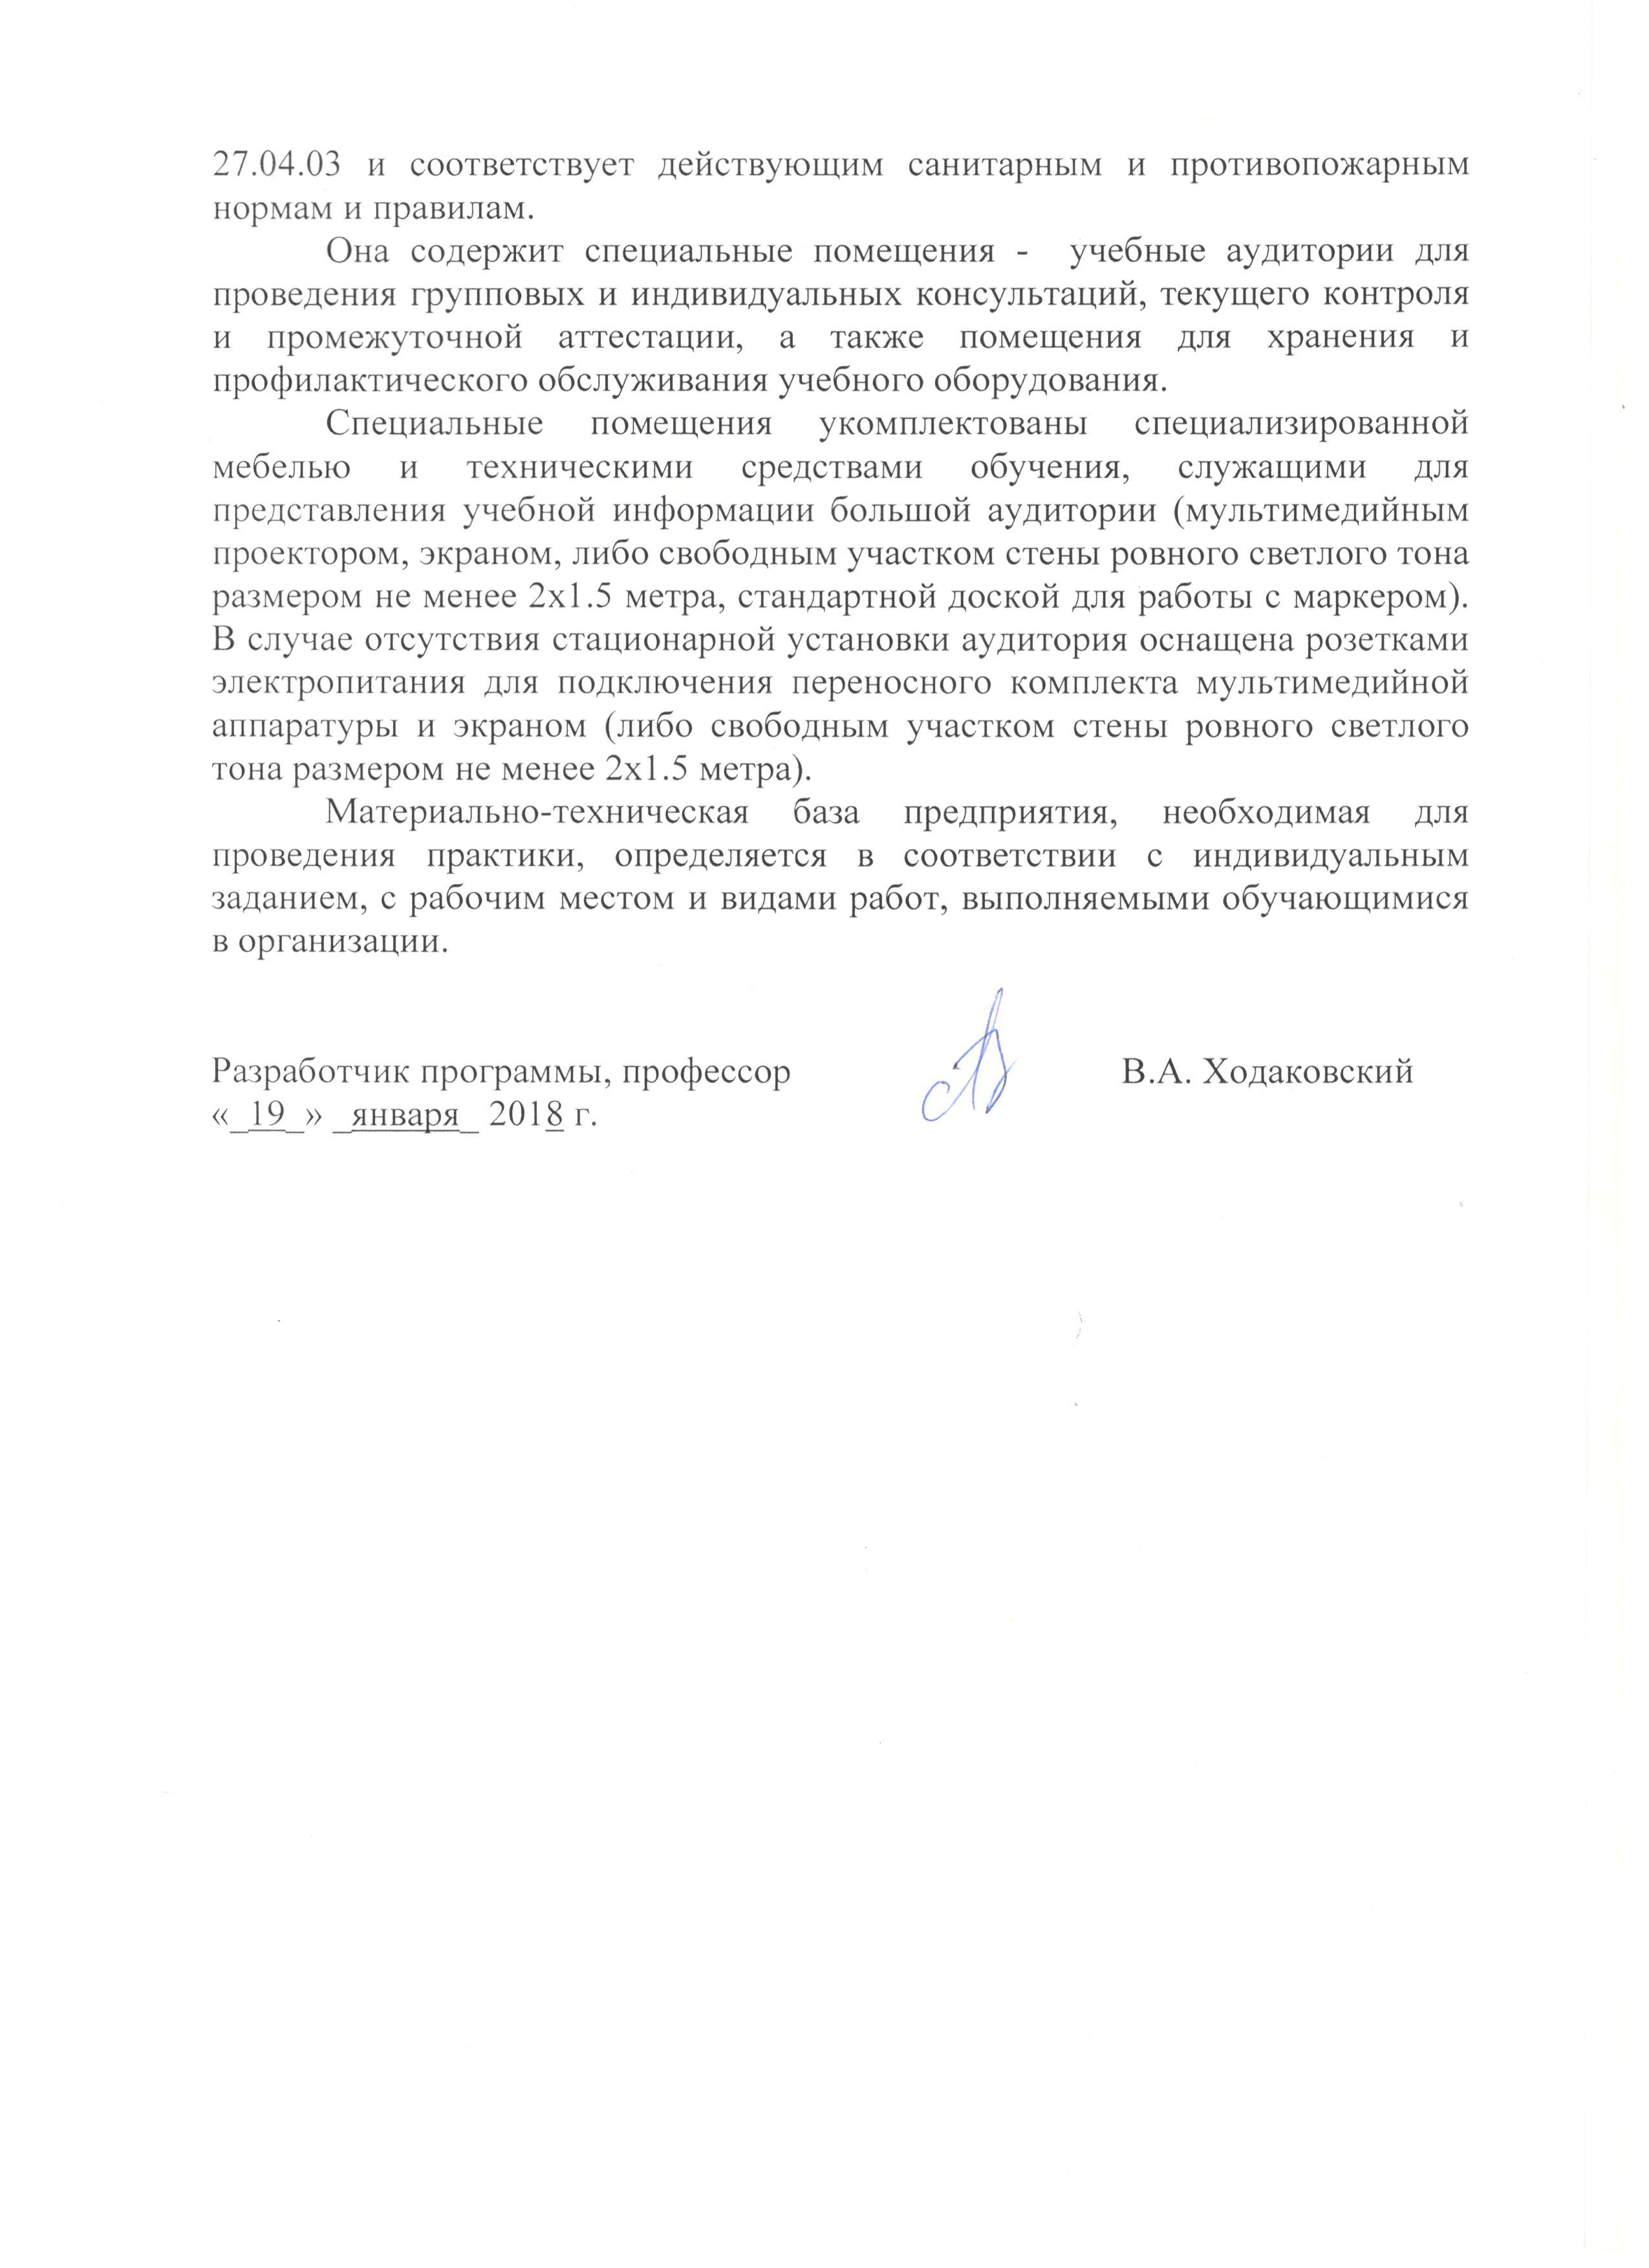 27.04.03 и соответствует действующим санитарным и противопожарным
нормам и правилам.
Она содержит специальные помещения - учебные аудитории для
проведения групповых и индивидуальных консультаций, текущего контроля
и промежуточной аттестации, а также помещения для хранения и
профилактического обслуживания учебного оборудования.
Специальные помещения укомплектованы специализированной
мебелью и техническими средствами обучения, служащими для
представления учебной информации большой аудитории (мультимедийным
проектором, экраном, либо свободным участком стены ровного светлого тона
размером не менее 2х1.5 метра, стандартной доской для работы с маркером).
В случае отсутствия стационарной установки аудитория оснащена розетками
электропитания для подключения переносного комплекта мультимедийной
аппаратуры и экраном (либо свободным участком стены ровного светлого
тона размером не менее 2х1.5 метра).
Материально-техническая база предприятия, необходимая для
проведения практики, определяется в соответствии с индивидуальным
заданием, с рабочим местом и видами работ, выполняемыми обучающимися
в организации.
Разработчик программы, профессор В.А. Ходаковский
«_19_» _января_ 2018 г.